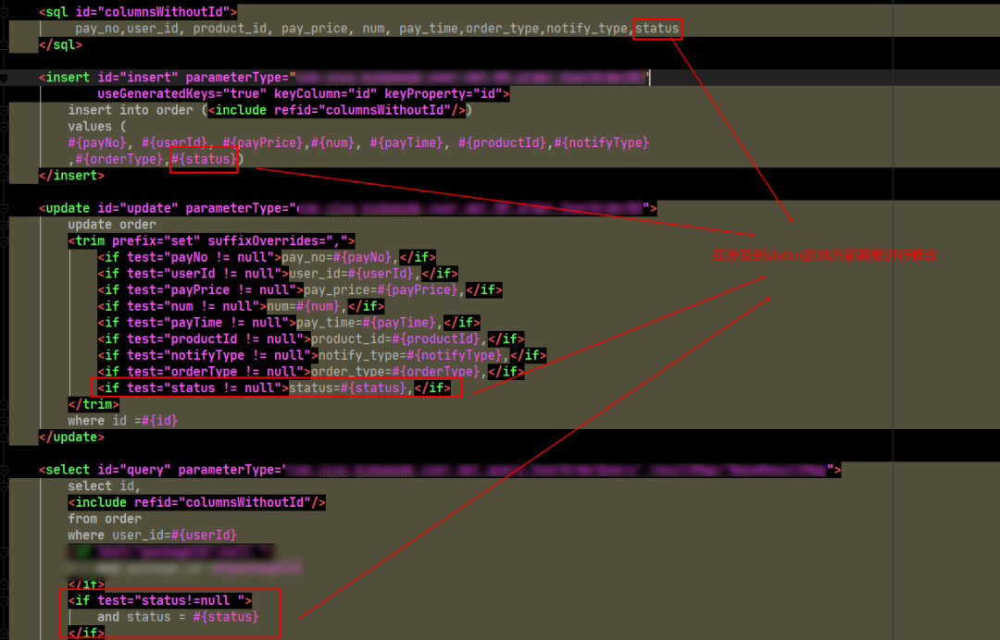 <sql id="columnsWithoutId">
pay_no,user_id, product_id, pay_price, num, pay_time,order_type,notify_type,status
</sql>
<insert id="insert" parameterType="
useGeneratedKeys="true" keyColumn="id" keyProperty="id">
insert into order (<include refid="columnsWithoutId"/>)
values (
#{payNo}, #{userId}, #{payPrice},#{num}, #{payTime}, #{productId},#{notifyType}
,#{orderType},#{status})
</insert>
<update id="update" parameterType=" ">
update order
<trim prefix="set" suffixOverrides=",">
<if test="payNo != null">pay_no=#{payNo},</if>
<if test="userId != null">user_id=#{userId},</if>
<if test="payPrice != null">pay_price=#{payPrice},</if>
<if test="num != null">num=#{num},</if>
<if test="payTime != null">pay_time=#{payTime},</if>
在涉及到status的地方都需要进行修改
<if test="productId != null">product_id=#{productId},</if>
<if test="notifyType != null">notify_type=#{notifyType},</if>
<if test="orderType != null">order_type=#{orderType},</if>
<if test="status != null">status=#{status},</if>
</trim>
where id =#{id}
</update>
<select id="query" parameterType=" ">
select id,
<include refid="columnsWithoutId"/>
from order
where user_id=#{userId}
</if>
<if test="status!=null ">
and status = #{status}
</if>